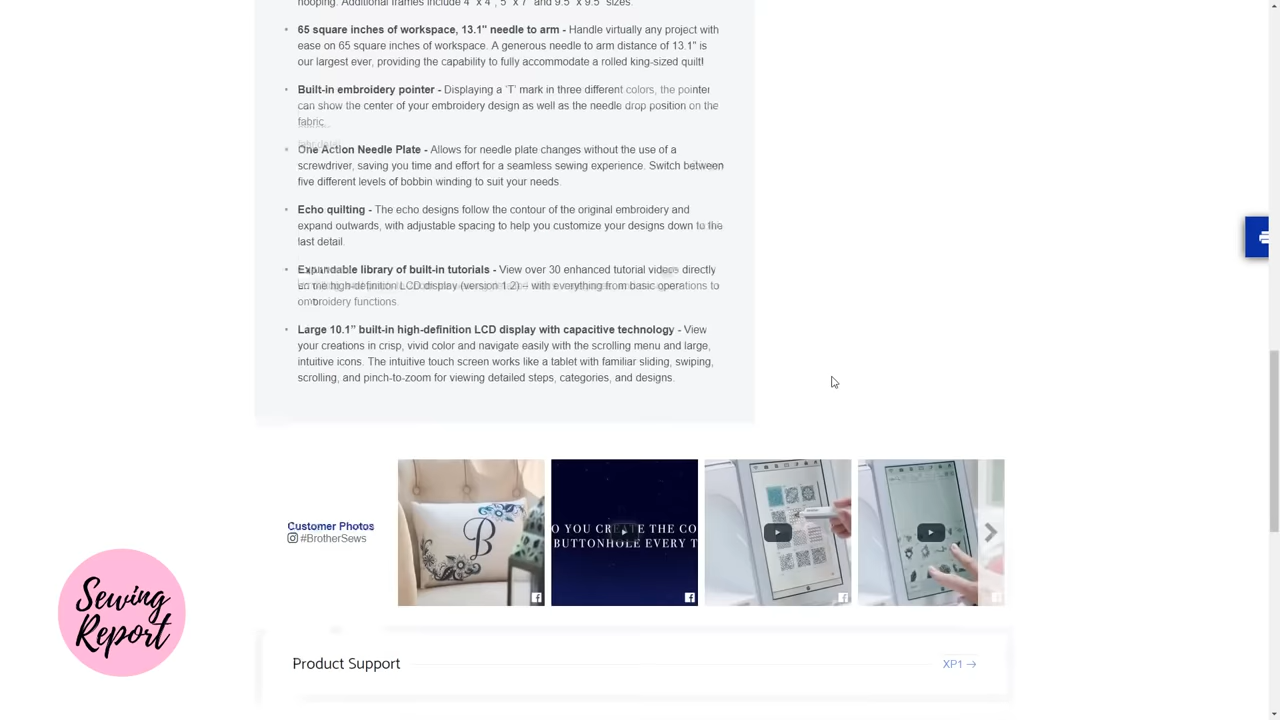 hooping. Additional frames include 4" x 4", 5" x 7" and 9.5" x 9.5" sizes.
65 square inches of workspace, 13.1" needle to arm - Handle virtually any project with
ease on 65 square inches of workspace. A generous needle to arm distance of 13.1" is
our largest ever, providing the capability to fully accommodate a rolled king-sized quilt!
Built-in embroidery pointer - Displaying a 'T' mark in three different colors, the pointer
can show the center of your embroidery design as well as the needle drop position on the
fabric.
One Action Needle Plate - Allows for needle plate changes without the use of a
screwdriver, saving you time and effort for a seamless sewing experience. Switch between
five different levels of bobbin winding to suit your needs.
Echo quilting - The echo designs follow the contour of the original embroidery and
expand outwards, with adjustable spacing to help you customize your designs down to the
last detail.
Expandable library of built-in tutorials - View over 30 enhanced tutorial videos directly
high-definition LCD display (version 1.2) – with everything from basic operations to
embroidery functions.
Large 10.1” built-in high-definition LCD display with capacitive technology - View
your creations in crisp, vivid color and navigate easily with the scrolling menu and large,
intuitive icons. The intuitive touch screen works like a tablet with familiar sliding, swiping,
scrolling, and pinch-to-zoom for viewing detailed steps, categories, and designs.
Customer Photos
#BrotherSews
B
O YOU CREATE THE CO
BUTTONHOLE EVERY T
Sewing
Report
Product Support
XP1 →